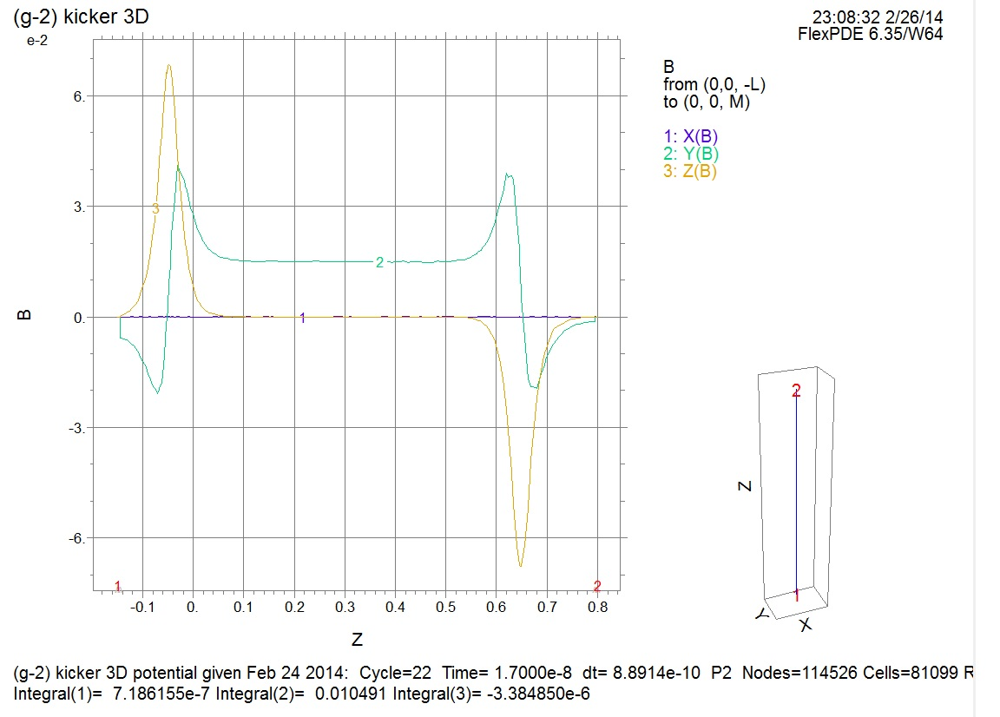 (g-2) kicker 3D
23:08:32 2/26/14
FlexPDE 6.35/W64
e-2
B
from (0,0, -L)
to (0, 0, M)
1: X(B)
2: Y(B)
3: Z(B)
6.
3.
0.
-3.
-6.
B
3
2
1
1
2
-0.1 0. 0.1 0.2 0.3 0.4 0.5 0.6 0.7 0.8
Z
2
Z
1
Y
X
(g-2) kicker 3D potential given Feb 24 2014: Cycle=22 Time= 1.7000e-8 dt= 8.8914e-10 P2 Nodes=114526 Cells=81099 R
Integral(1)= 7.186155e-7 Integral(2)= 0.010491 Integral(3)= -3.384850e-6